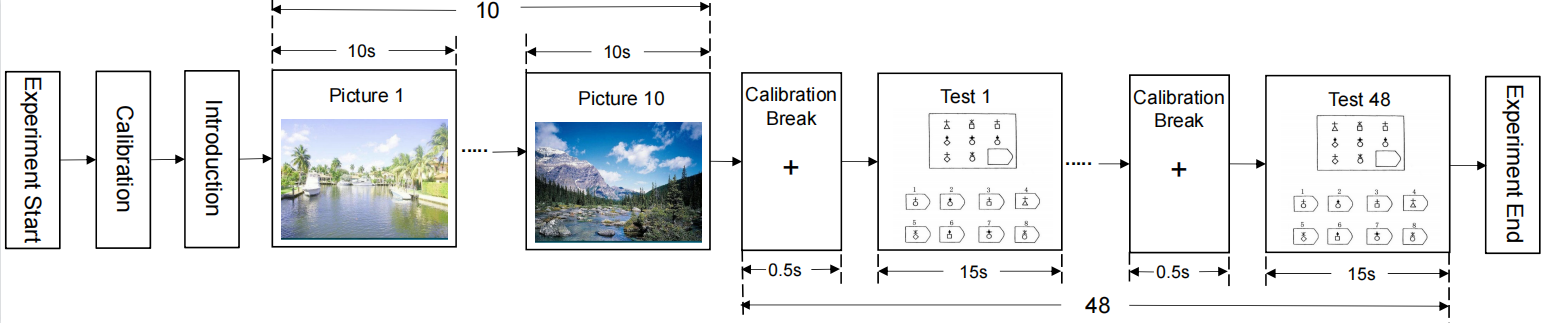 10
10s
10s
Experiment Start
Calibration
Introduction
Picture 1
.....
Picture 10
Calibration
Break
+
Test 1
1 2 3 4
5 6 7 8
.....
Calibration
Break
+
Test 48
1 2 3 4
5 6 7 8
Experiment End
0.5s
15s
0.5s
15s
48